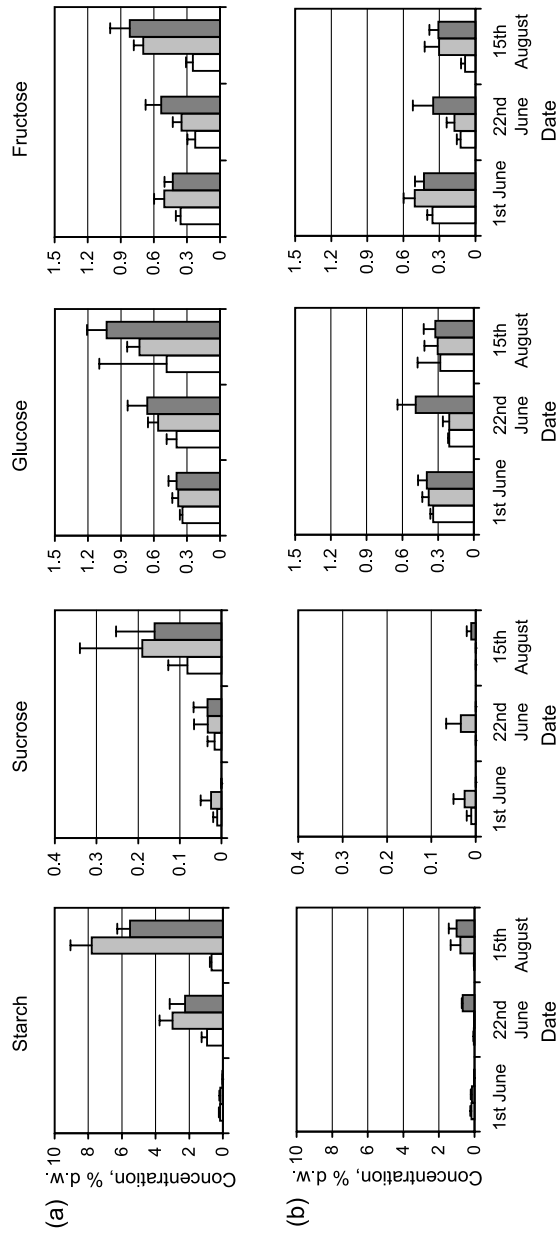 Starch
Sucrose
Glucose
Fructose
(a)
Concentration, % d.w.
10
8
6
4
2
0
0.4
0.3
0.2
0.1
0
1.5
1.2
0.9
0.6
0.3
0
1.5
1.2
0.9
0.6
0.3
0
(b)
Concentration, % d.w.
10
8
6
4
2
0
1st June
22nd June
15th August
Date
0.4
0.3
0.2
0.1
0
1st June
22nd June
15th August
Date
1.5
1.2
0.9
0.6
0.3
0
1st June
22nd June
15th August
Date
1.5
1.2
0.9
0.6
0.3
0
1st June
22nd June
15th August
Date